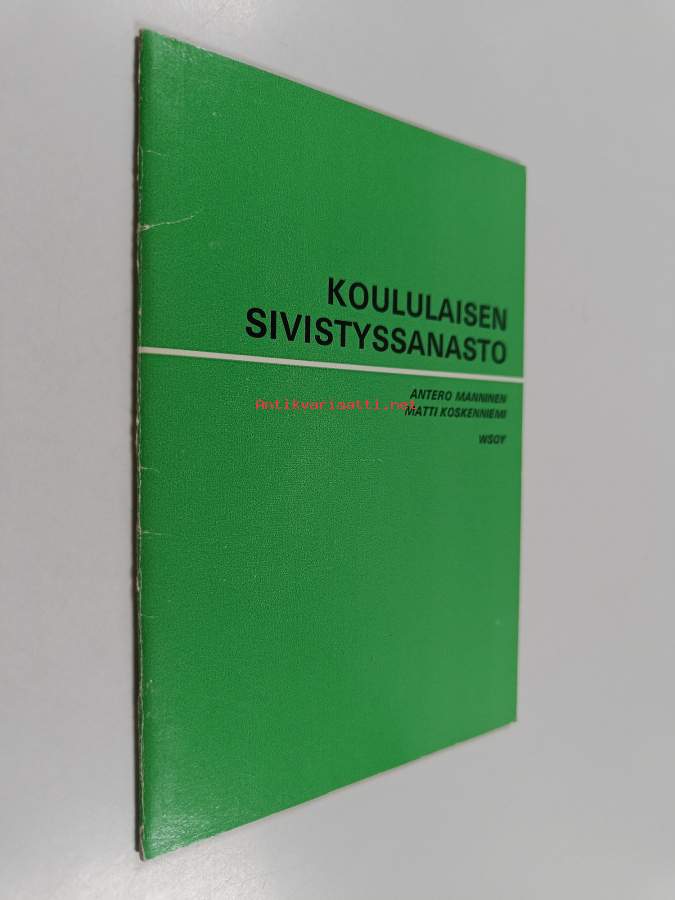 KOULULAISEN
SIVISTYSSANASTO
ANTERO MANNINEN
Antikvariaatti.net
MATTI KOSKENNIEMI
WSOY